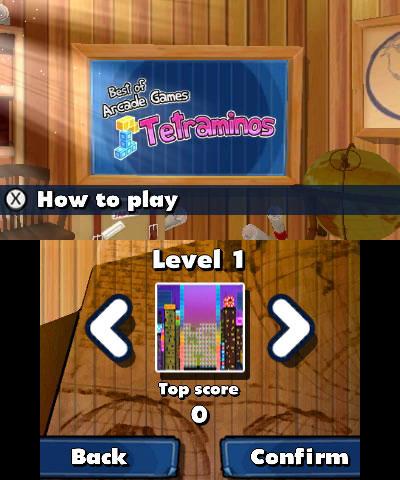 Best of
Arcade Games
Tetraminos
X How to play
Level 1
Top score
0
Back Confirm